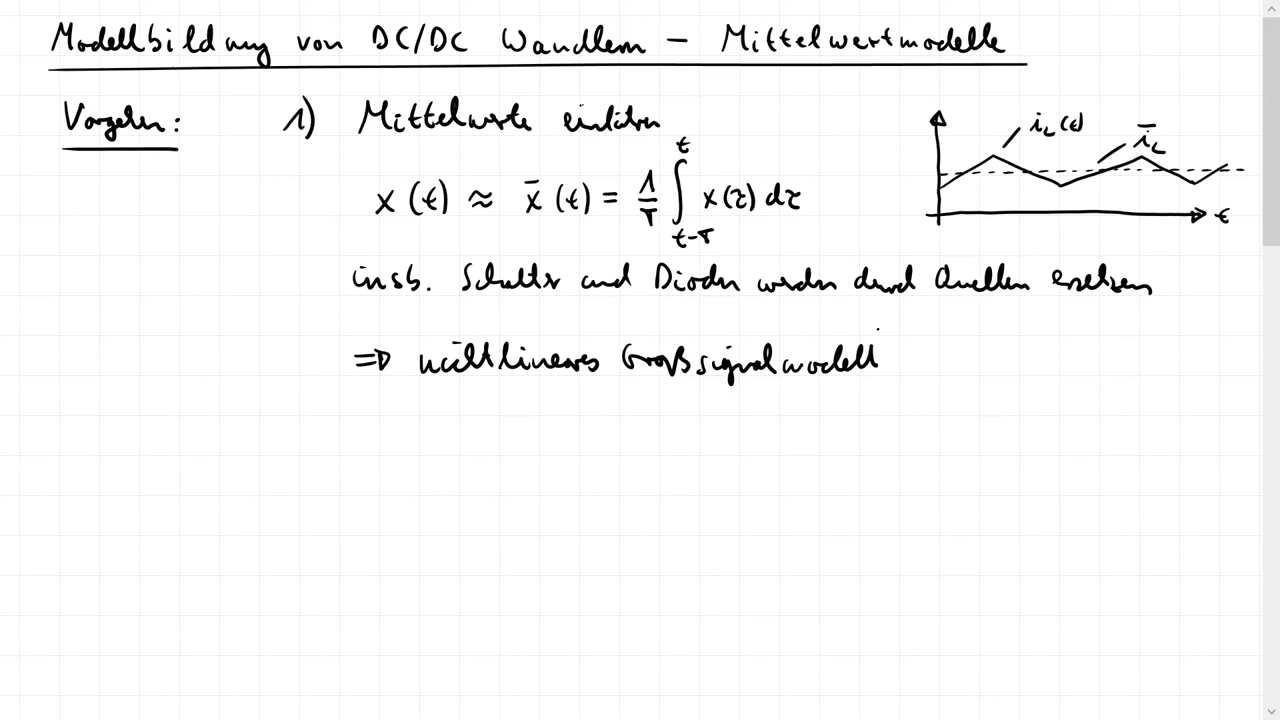 Modellbildung von DC/DC Wandlern – Mittelwertmodelle
Vorgehen: 1) Mittelwerte einführen
i_L(t) i̅_L
t
x(t) ≈ x̅(t) = 1/T ∫_{t-T}^{t} x(τ) dτ
insb. Schalter und Dioden werden durch Quellen ersetzen
⇒ nichtlineares Großsignalmodell